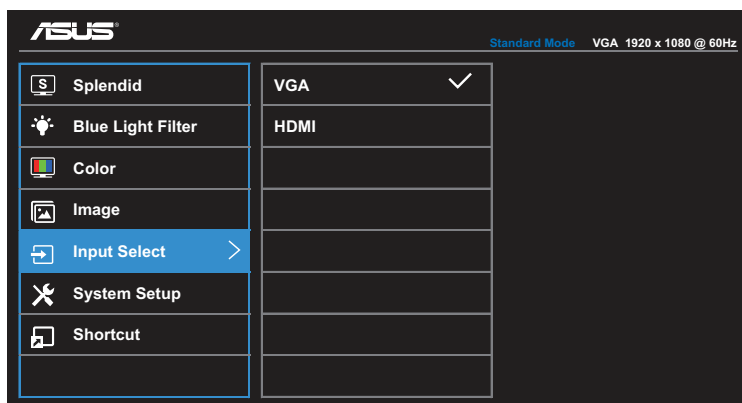 ASUS
Standard Mode VGA 1920 x 1080 @ 60Hz
S Splendid
Blue Light Filter
Color
Image
Input Select
System Setup
Shortcut
VGA
HDMI